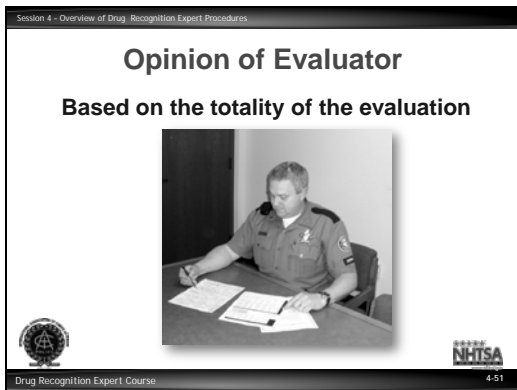 Session 4 - Overview of Drug Recognition Expert Procedures
Opinion of Evaluator
Based on the totality of the evaluation
NHTSA
Drug Recognition Expert Course
4-51